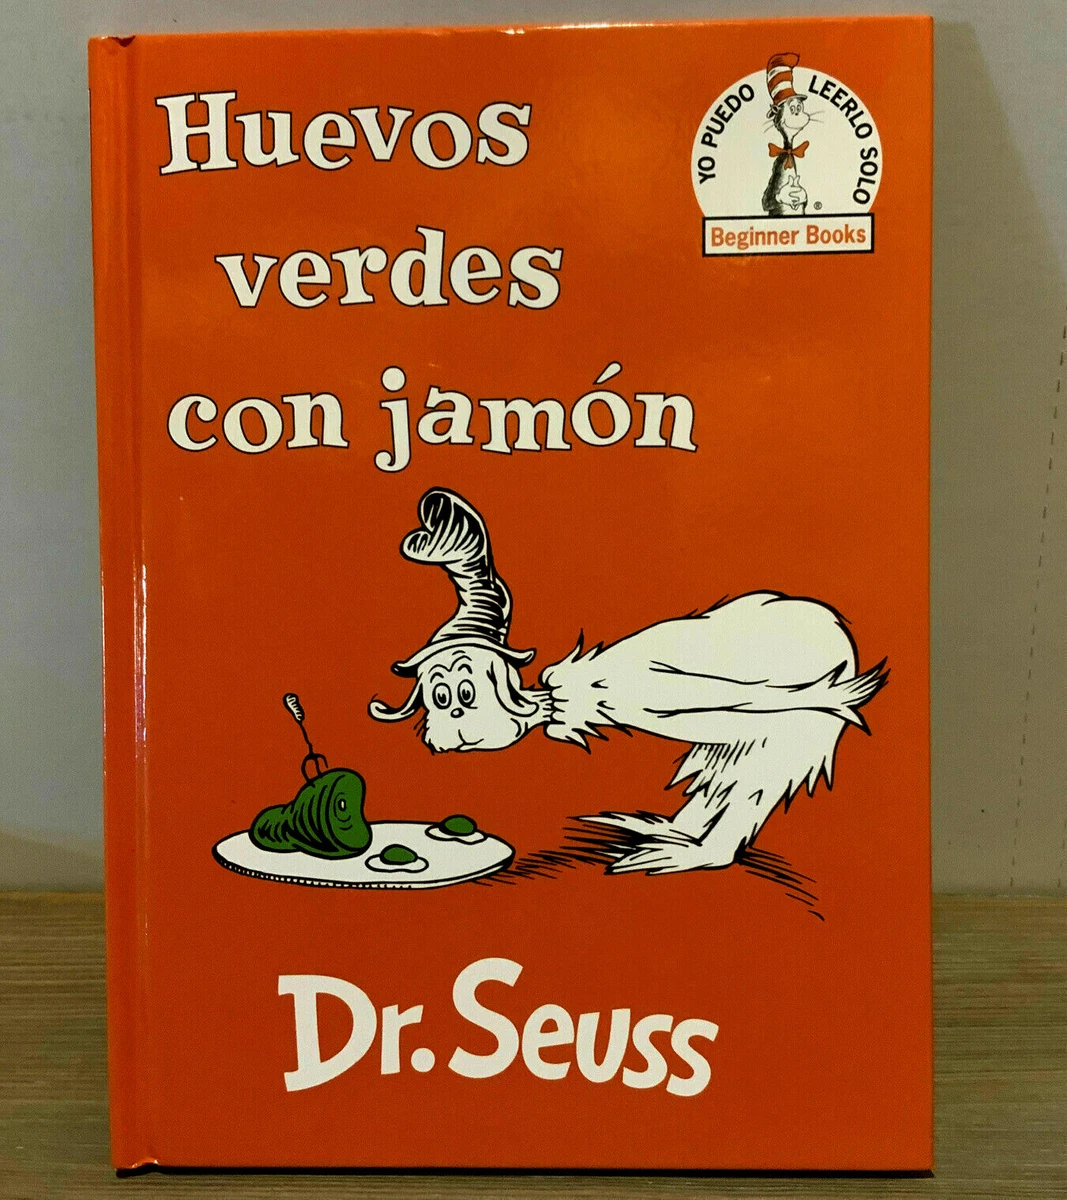 Huevos
verdes
con jamón
YO PUEDO LEERLO SOLO
®
Beginner Books
Dr. Seuss